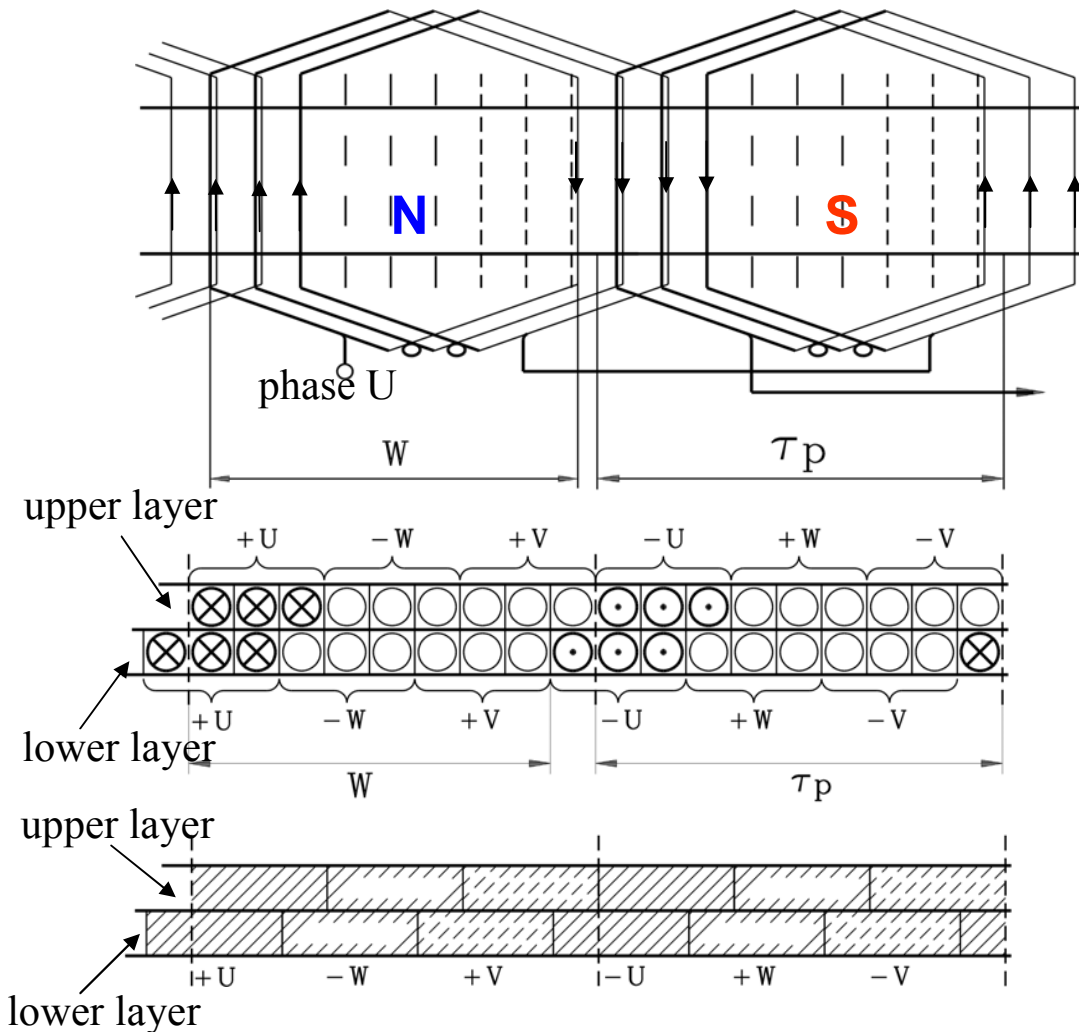 N S
phase U
W τp
upper layer
+U −W +V −U +W −V
+U −W +V −U +W −V
lower layer
W τp
upper layer
+U −W +V −U +W −V
lower layer